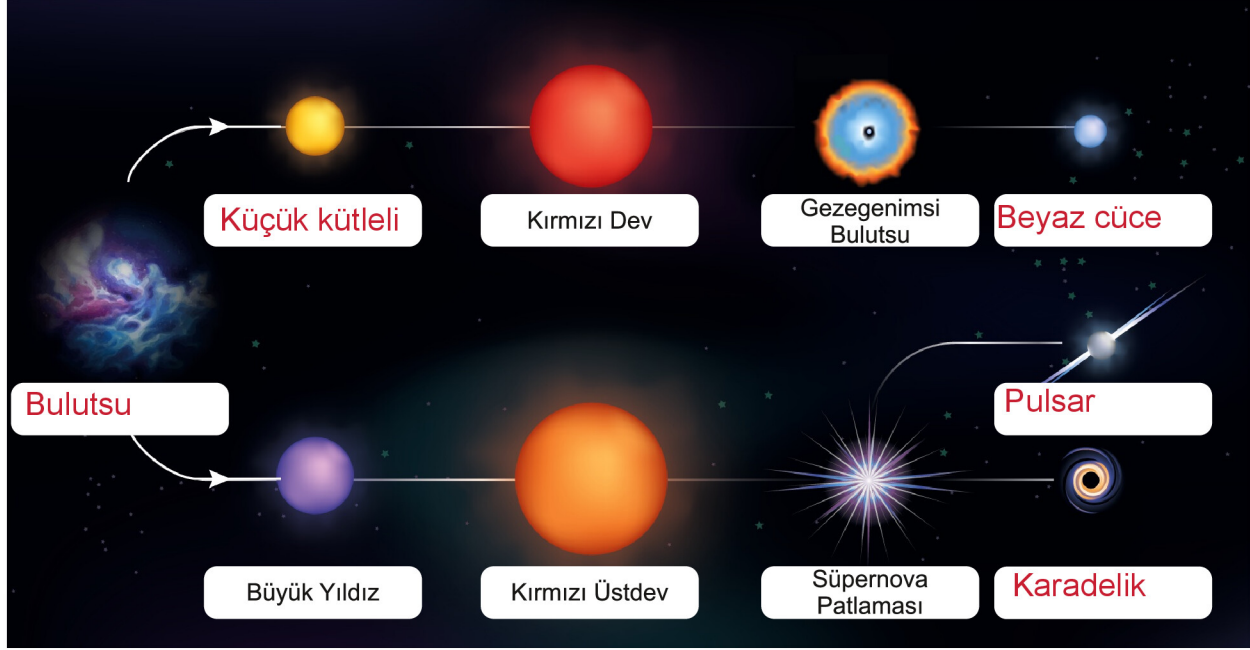 Küçük kütleli
Kırmızı Dev
Gezegenimsi
Bulutsu
Beyaz cüce
Bulutsu
Pulsar
Büyük Yıldız
Kırmızı Üstdev
Süpernova
Patlaması
Karadelik